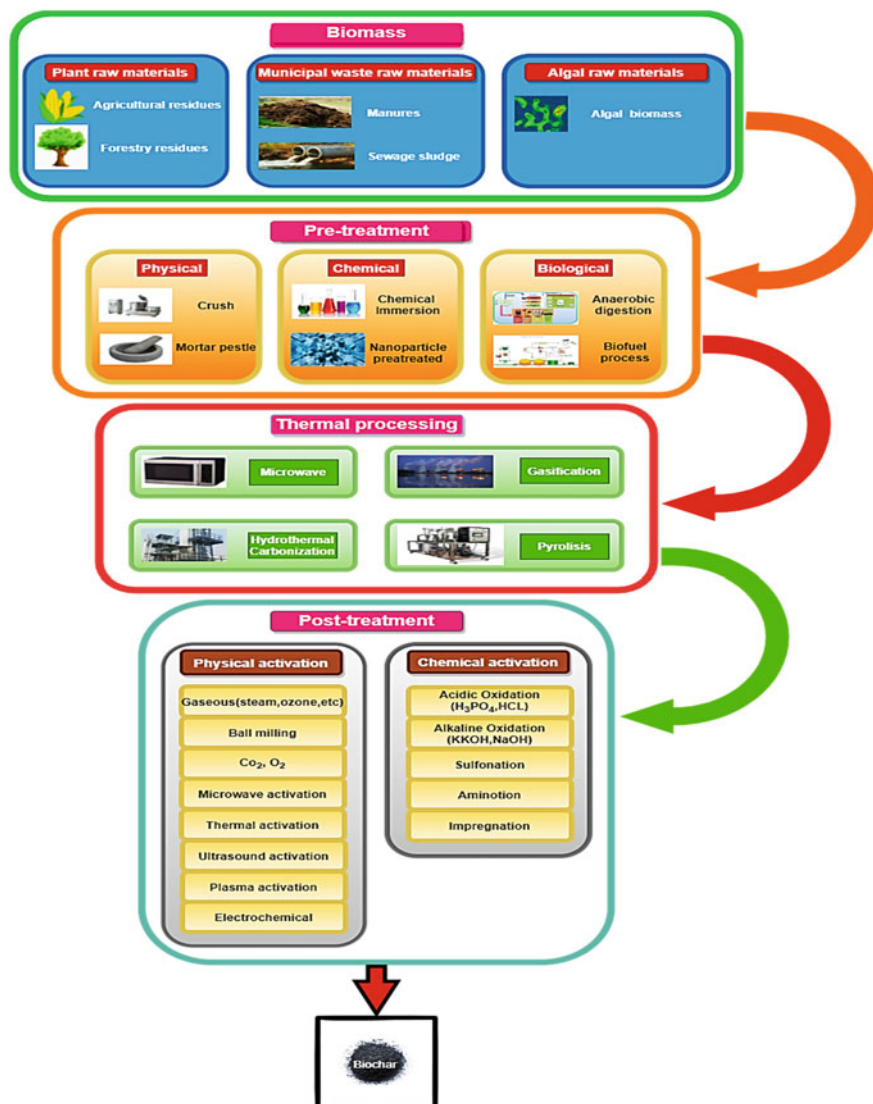 Biomass
Plant raw materials
Agricultural residues
Forestry residues
Municipal waste raw materials
Manures
Sewage sludge
Algal raw materials
Algal biomass
Pre-treatment
Physical
Crush
Mortar pestle
Chemical
Chemical
Immersion
Nanoparticle
preatreated
Biological
Anaerobic
digestion
Biofuel
process
Thermal processing
Microwave
Gasification
Hydrothermal
Carbonization
Pyrolisis
Post-treatment
Physical activation
Gaseous(steam,ozone,etc)
Ball milling
Co₂, O₂
Microwave activation
Thermal activation
Ultrasound activation
Plasma activation
Electrochemical
Chemical activation
Acidic Oxidation
(H₃PO₄,HCL)
Alkaline Oxidation
(KKOH,NaOH)
Sulfonation
Aminotion
Impregnation
Biochar